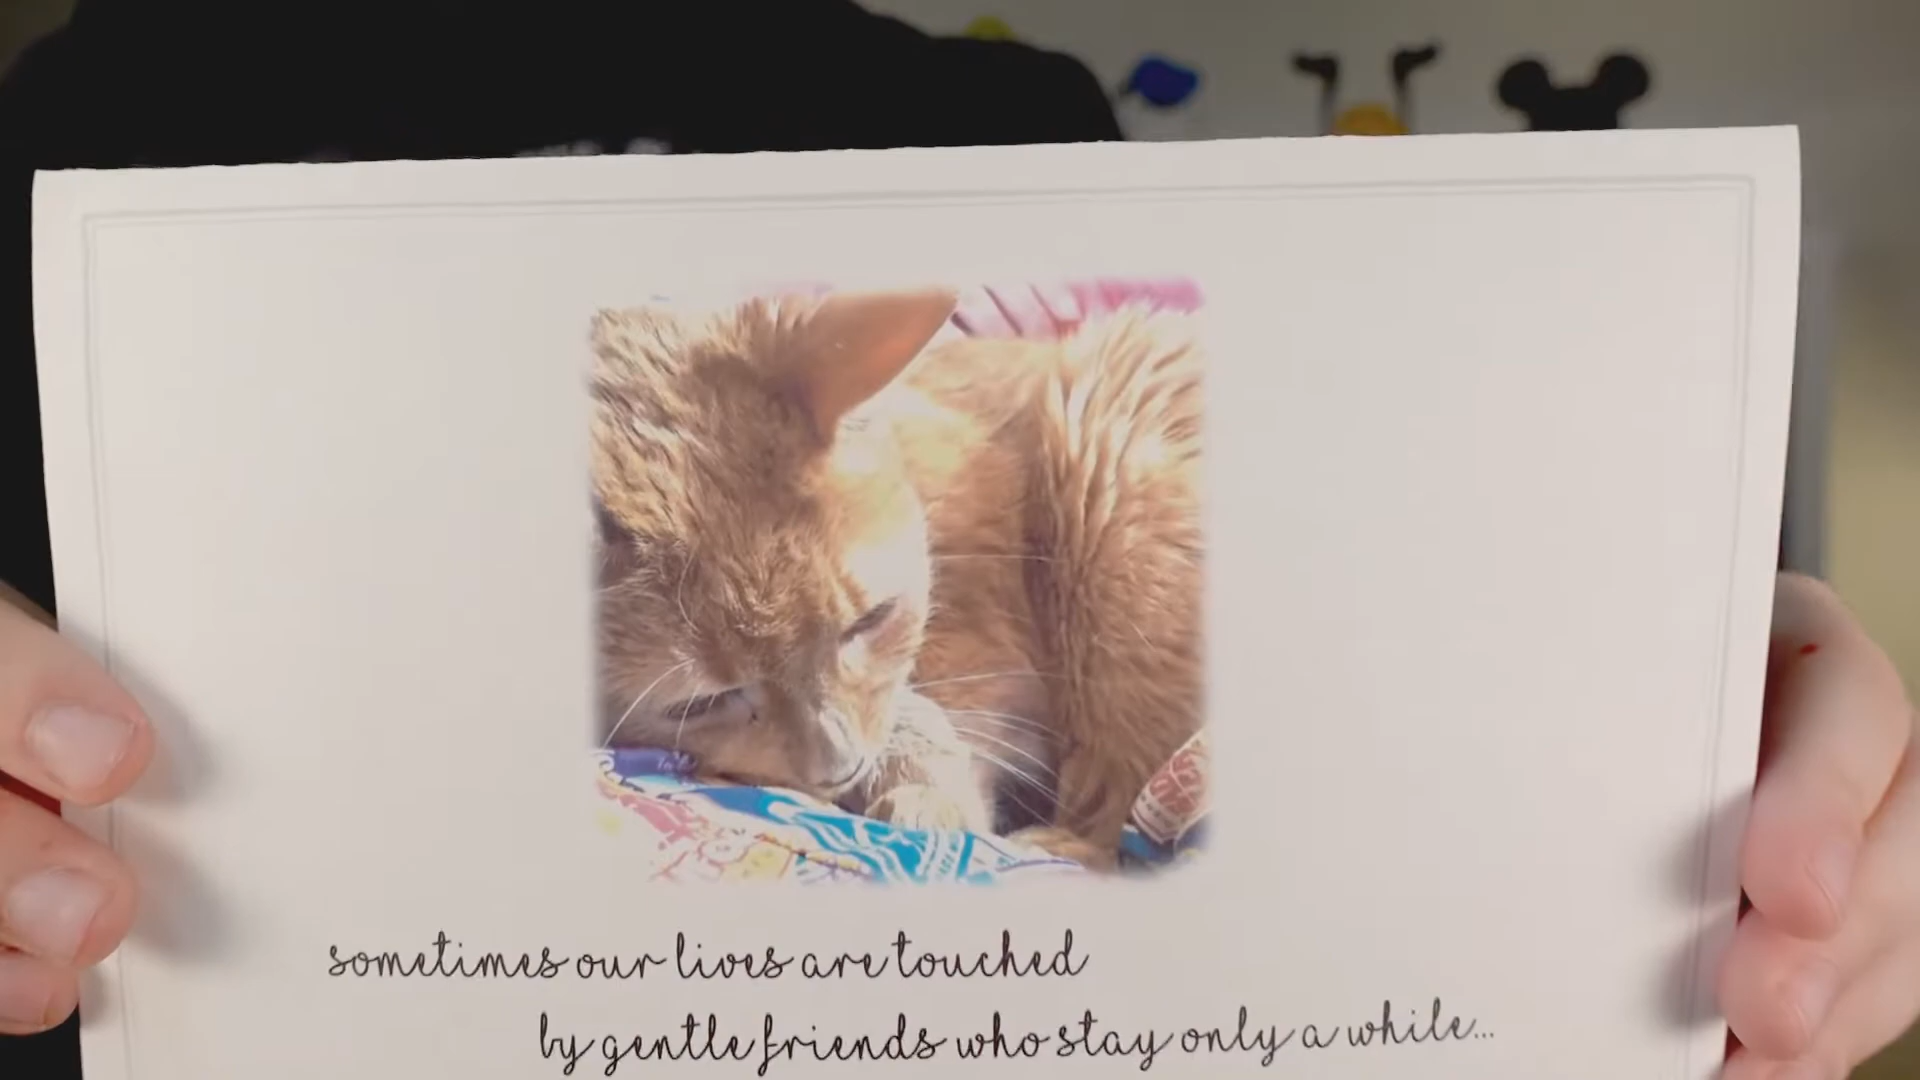 sometimes our lives are touched
by gentle friends who stay only a while...